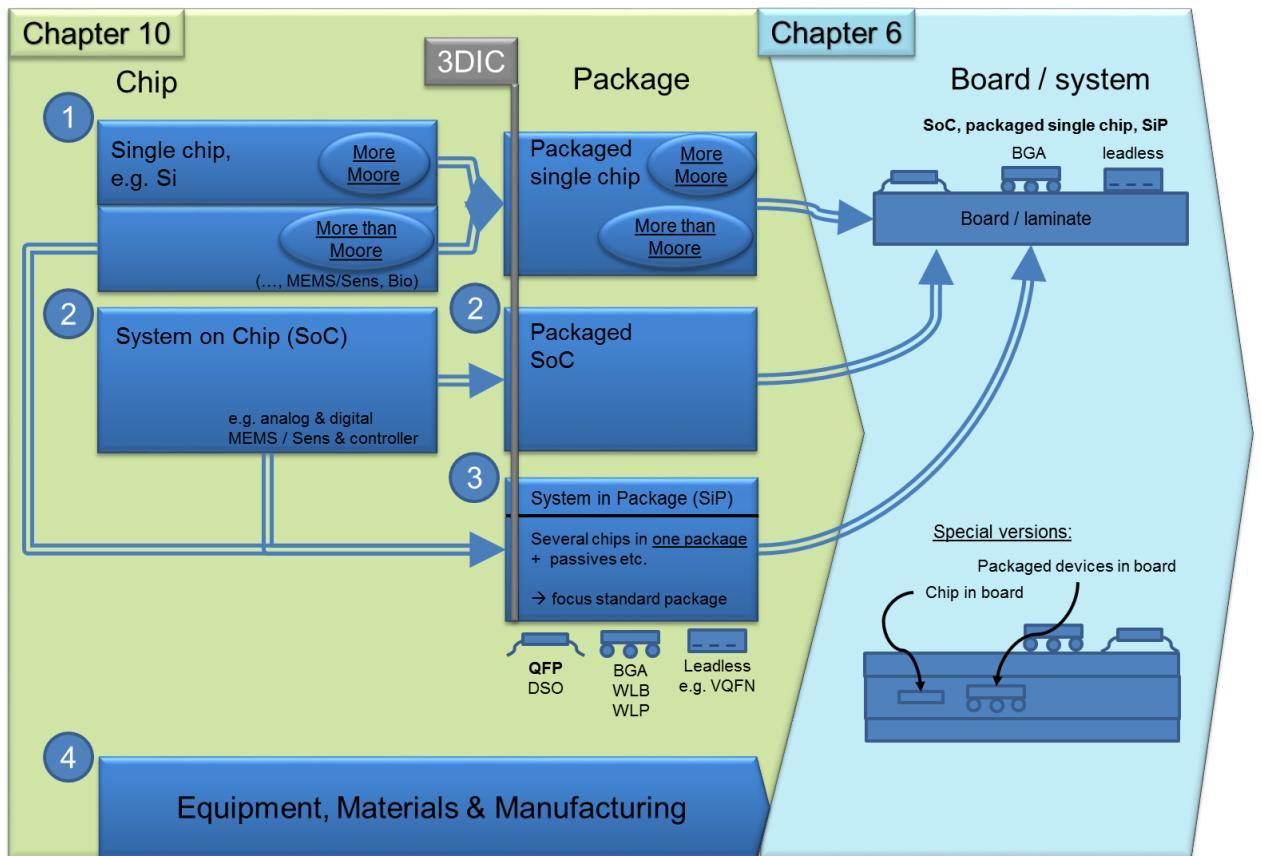 Chapter 10
Chapter 6
3DIC
Chip
Package
Board / system
1
Single chip,
e.g. Si
More
Moore
More than
Moore
(…, MEMS/Sens, Bio)
Packaged
single chip
More
Moore
More than
Moore
SoC, packaged single chip, SiP
BGA
leadless
Board / laminate
2
System on Chip (SoC)
e.g. analog & digital
MEMS / Sens & controller
2
Packaged
SoC
3
System in Package (SiP)
Several chips in one package
+ passives etc.
→ focus standard package
QFP
DSO
BGA
WLB
WLP
Leadless
e.g. VQFN
Special versions:
Packaged devices in board
Chip in board
4
Equipment, Materials & Manufacturing